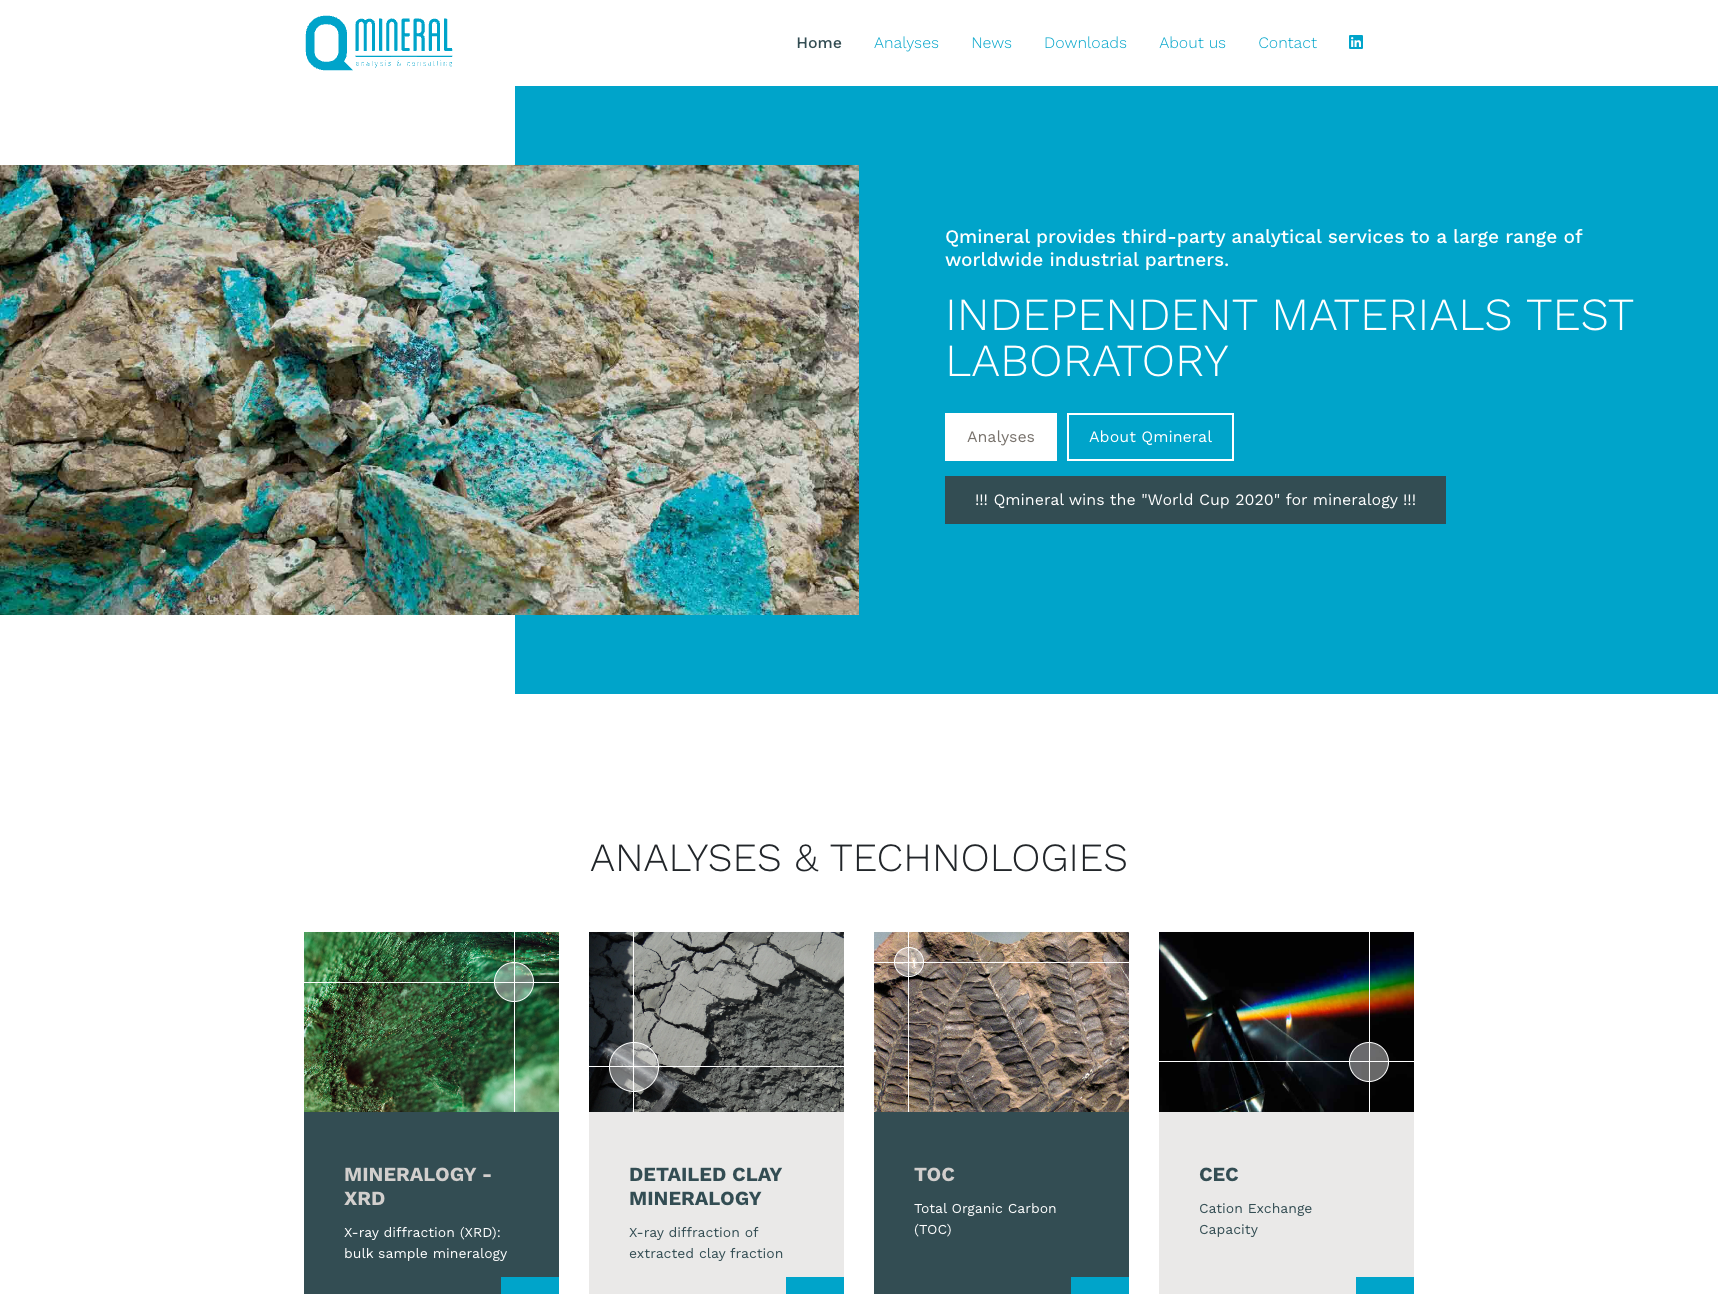 Q MINERAL
analysis & consulting
Home Analyses News Downloads About us Contact in
Qmineral provides third-party analytical services to a large range of
worldwide industrial partners.
INDEPENDENT MATERIALS TEST
LABORATORY
Analyses About Qmineral
!!! Qmineral wins the "World Cup 2020" for mineralogy !!!
ANALYSES & TECHNOLOGIES
MINERALOGY -
XRD
X-ray diffraction (XRD):
bulk sample mineralogy
DETAILED CLAY
MINERALOGY
X-ray diffraction of
extracted clay fraction
TOC
Total Organic Carbon
(TOC)
CEC
Cation Exchange
Capacity